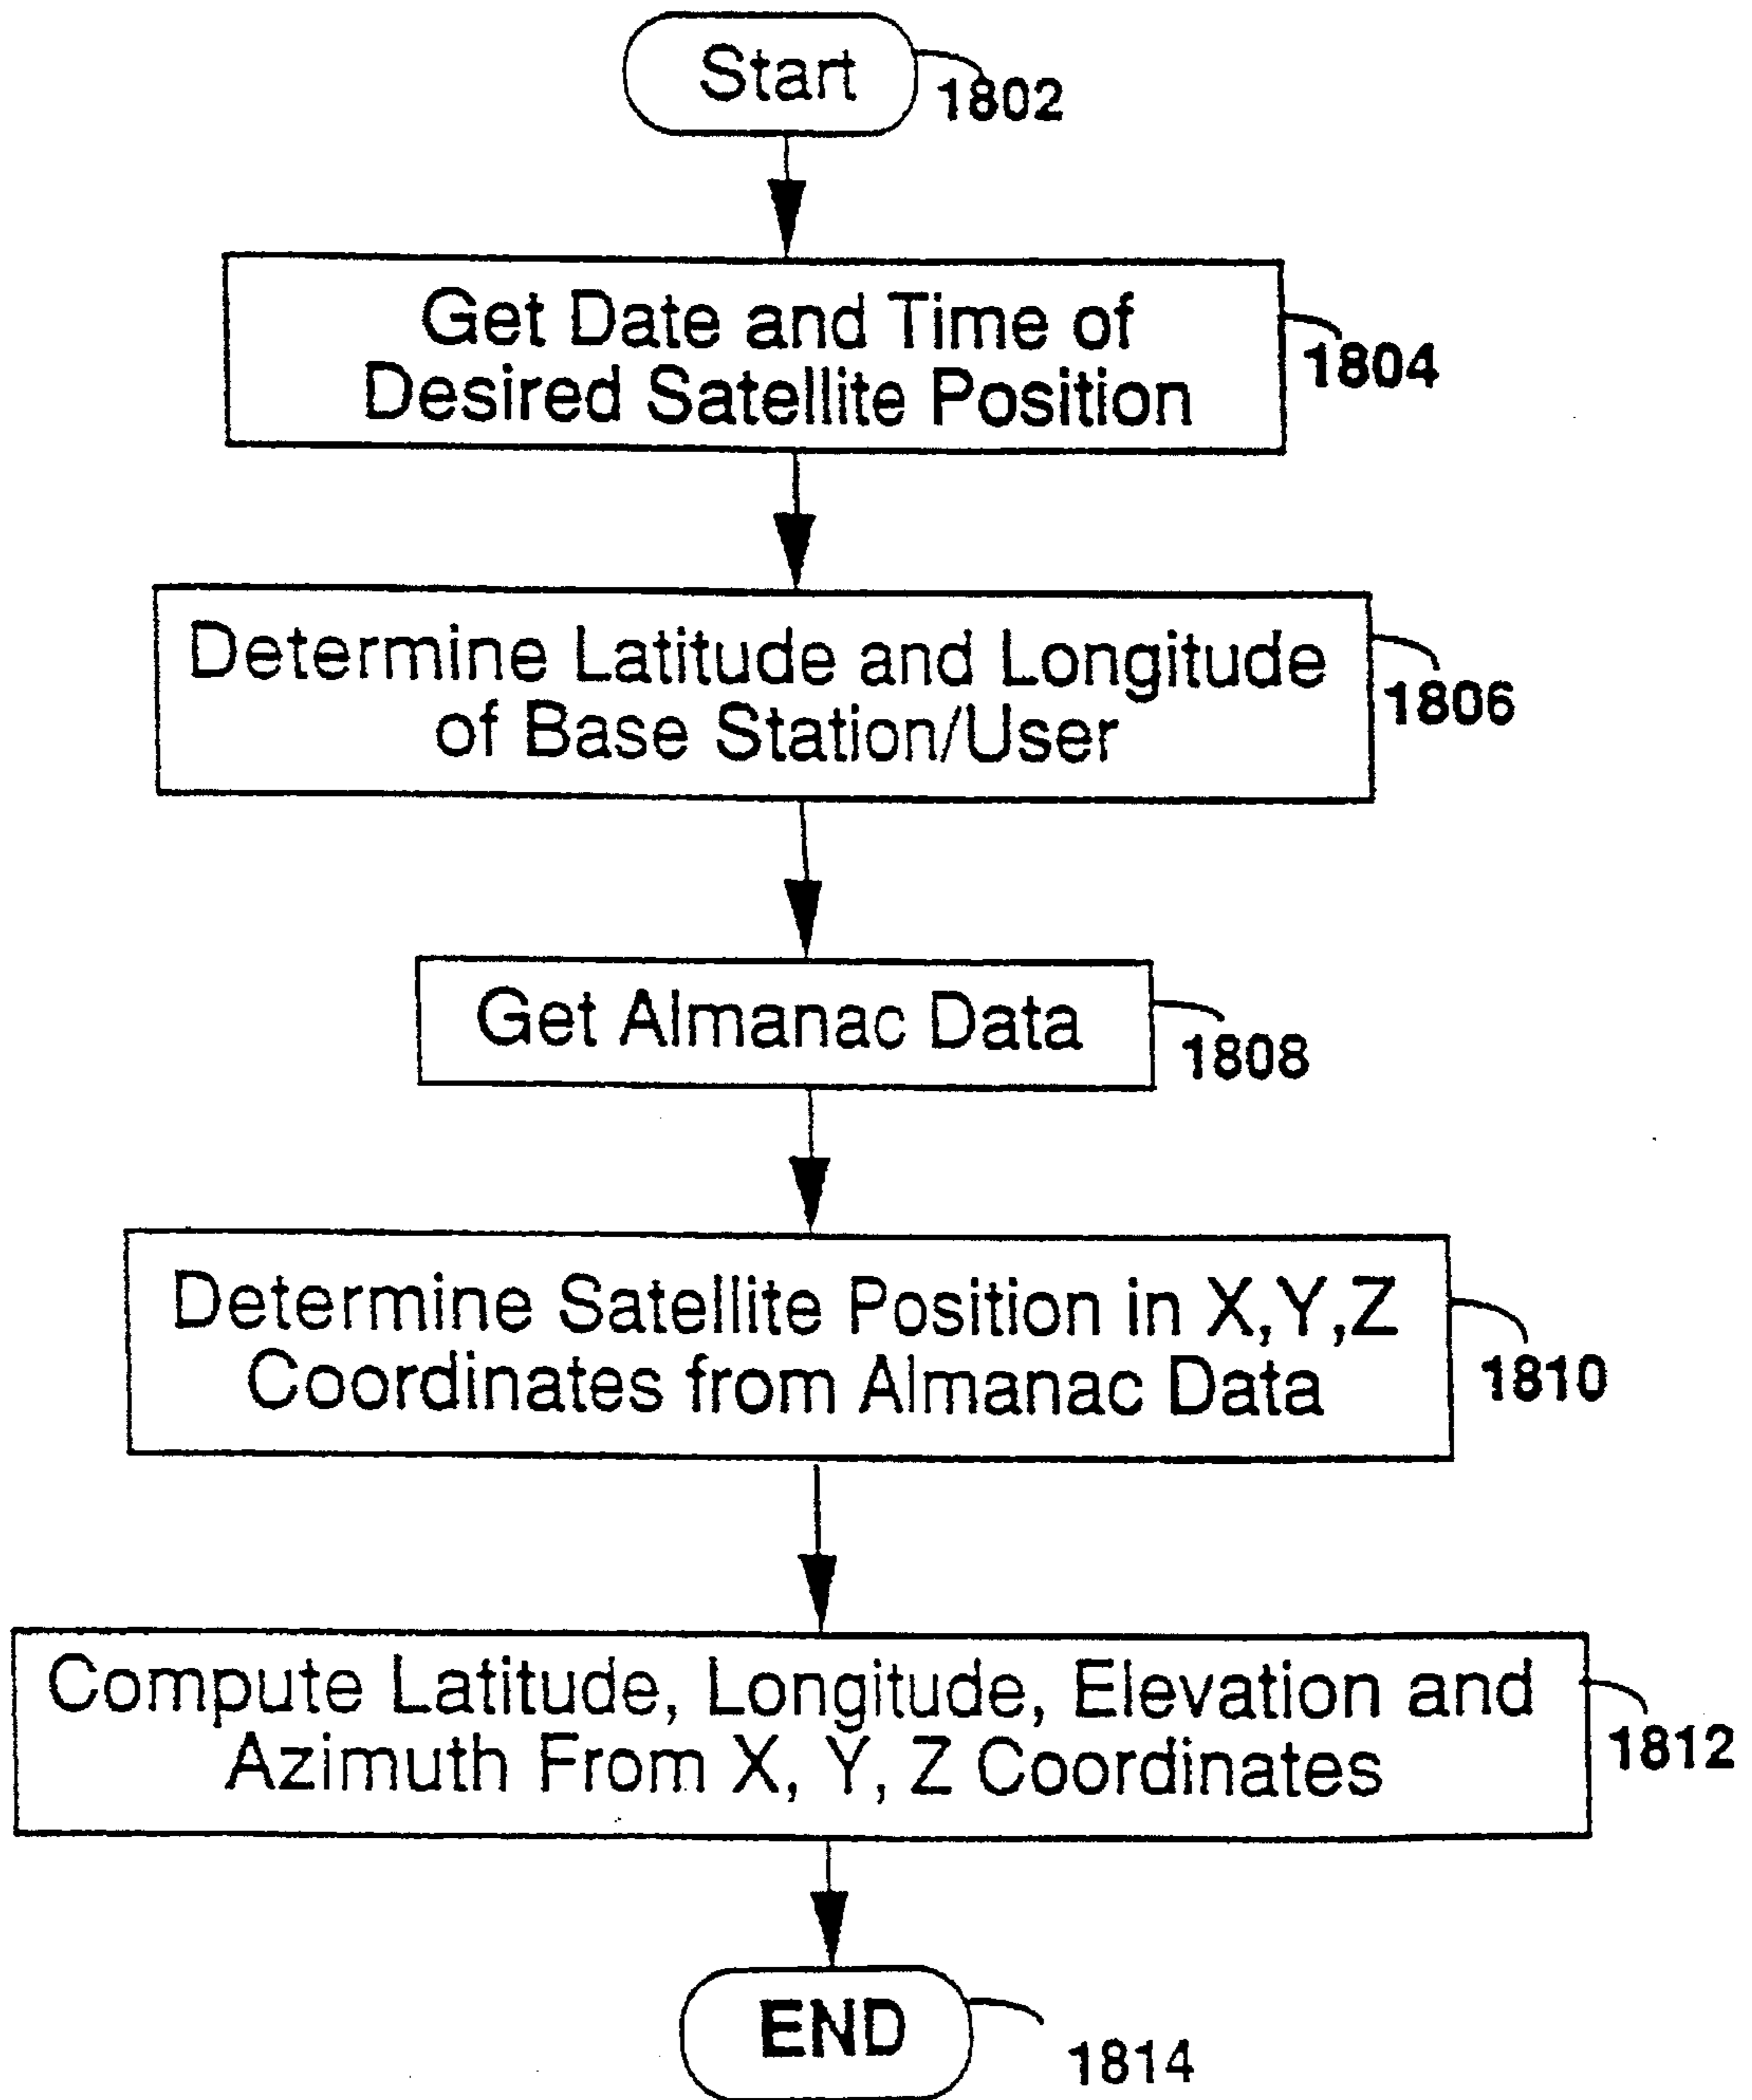 Start
1802
Get Date and Time of
Desired Satellite Position
1804
Determine Latitude and Longitude
of Base Station/User
1806
Get Almanac Data
1808
Determine Satellite Position in X,Y,Z
Coordinates from Almanac Data
1810
Compute Latitude, Longitude, Elevation and
Azimuth From X, Y, Z Coordinates
1812
END
1814